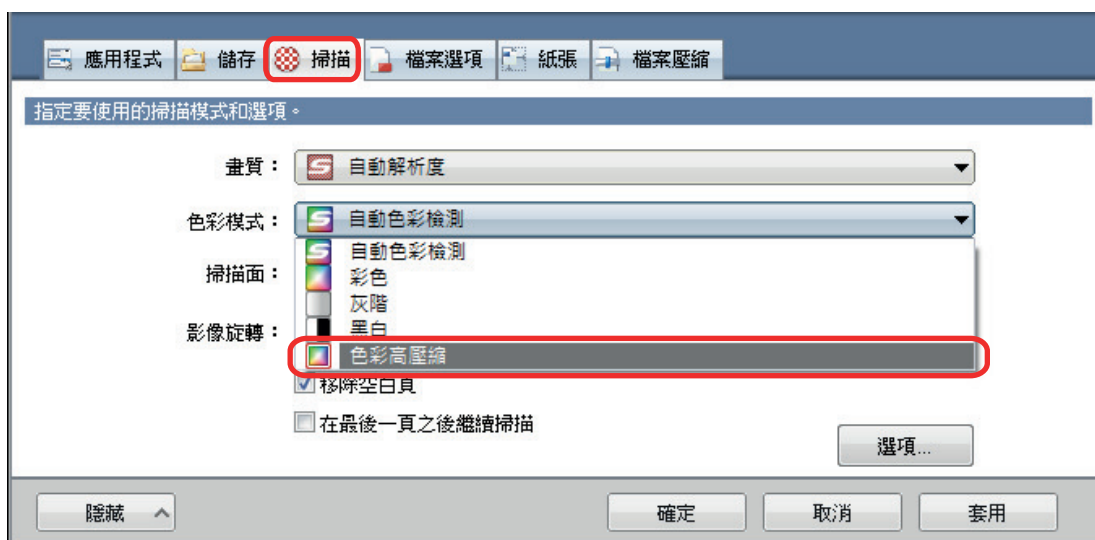 應用程式 儲存 掃描 檔案選項 紙張 檔案壓縮
指定要使用的掃描模式和選項。
畫質： 自動解析度
色彩模式： 自動色彩檢測
自動色彩檢測
掃描面： 彩色
灰階
影像旋轉： 黑白
色彩高壓縮
移除空白頁
在最後一頁之後繼續掃描
選項...
隱藏 確定 取消 套用